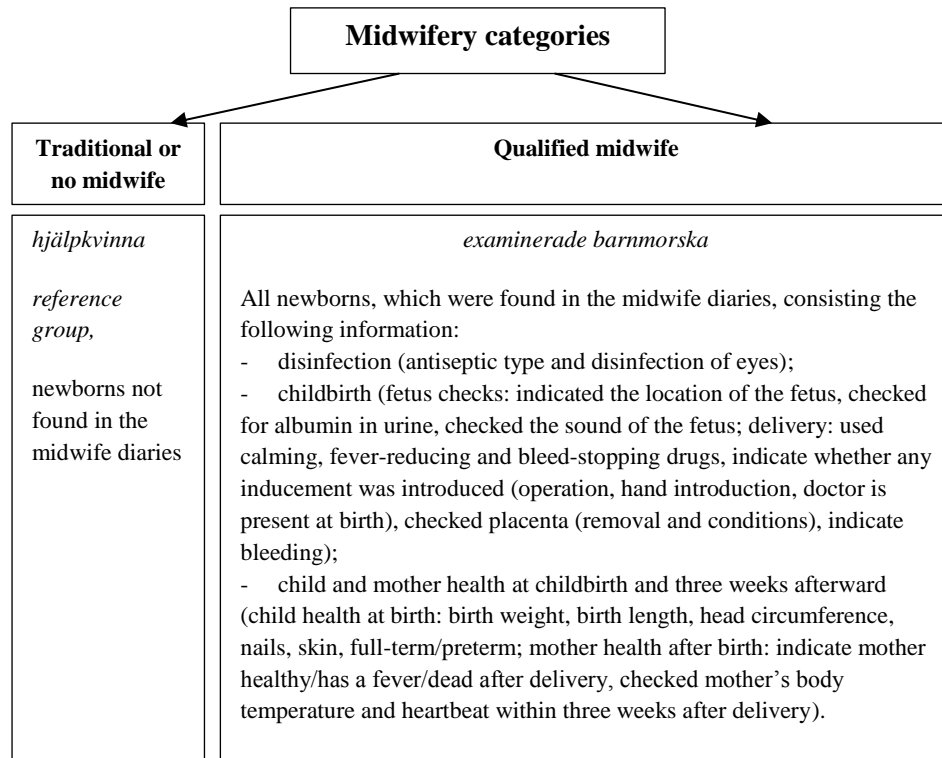 Midwifery categories
Traditional or
no midwife
Qualified midwife
hjälpkvinna
reference
group,
newborns not
found in the
midwife diaries
examinerade barnmorska
All newborns, which were found in the midwife diaries, consisting the
following information:
- disinfection (antiseptic type and disinfection of eyes);
- childbirth (fetus checks: indicated the location of the fetus, checked
for albumin in urine, checked the sound of the fetus; delivery: used
calming, fever-reducing and bleed-stopping drugs, indicate whether any
inducement was introduced (operation, hand introduction, doctor is
present at birth), checked placenta (removal and conditions), indicate
bleeding);
- child and mother health at childbirth and three weeks afterward
(child health at birth: birth weight, birth length, head circumference,
nails, skin, full-term/preterm; mother health after birth: indicate mother
healthy/has a fever/dead after delivery, checked mother’s body
temperature and heartbeat within three weeks after delivery).